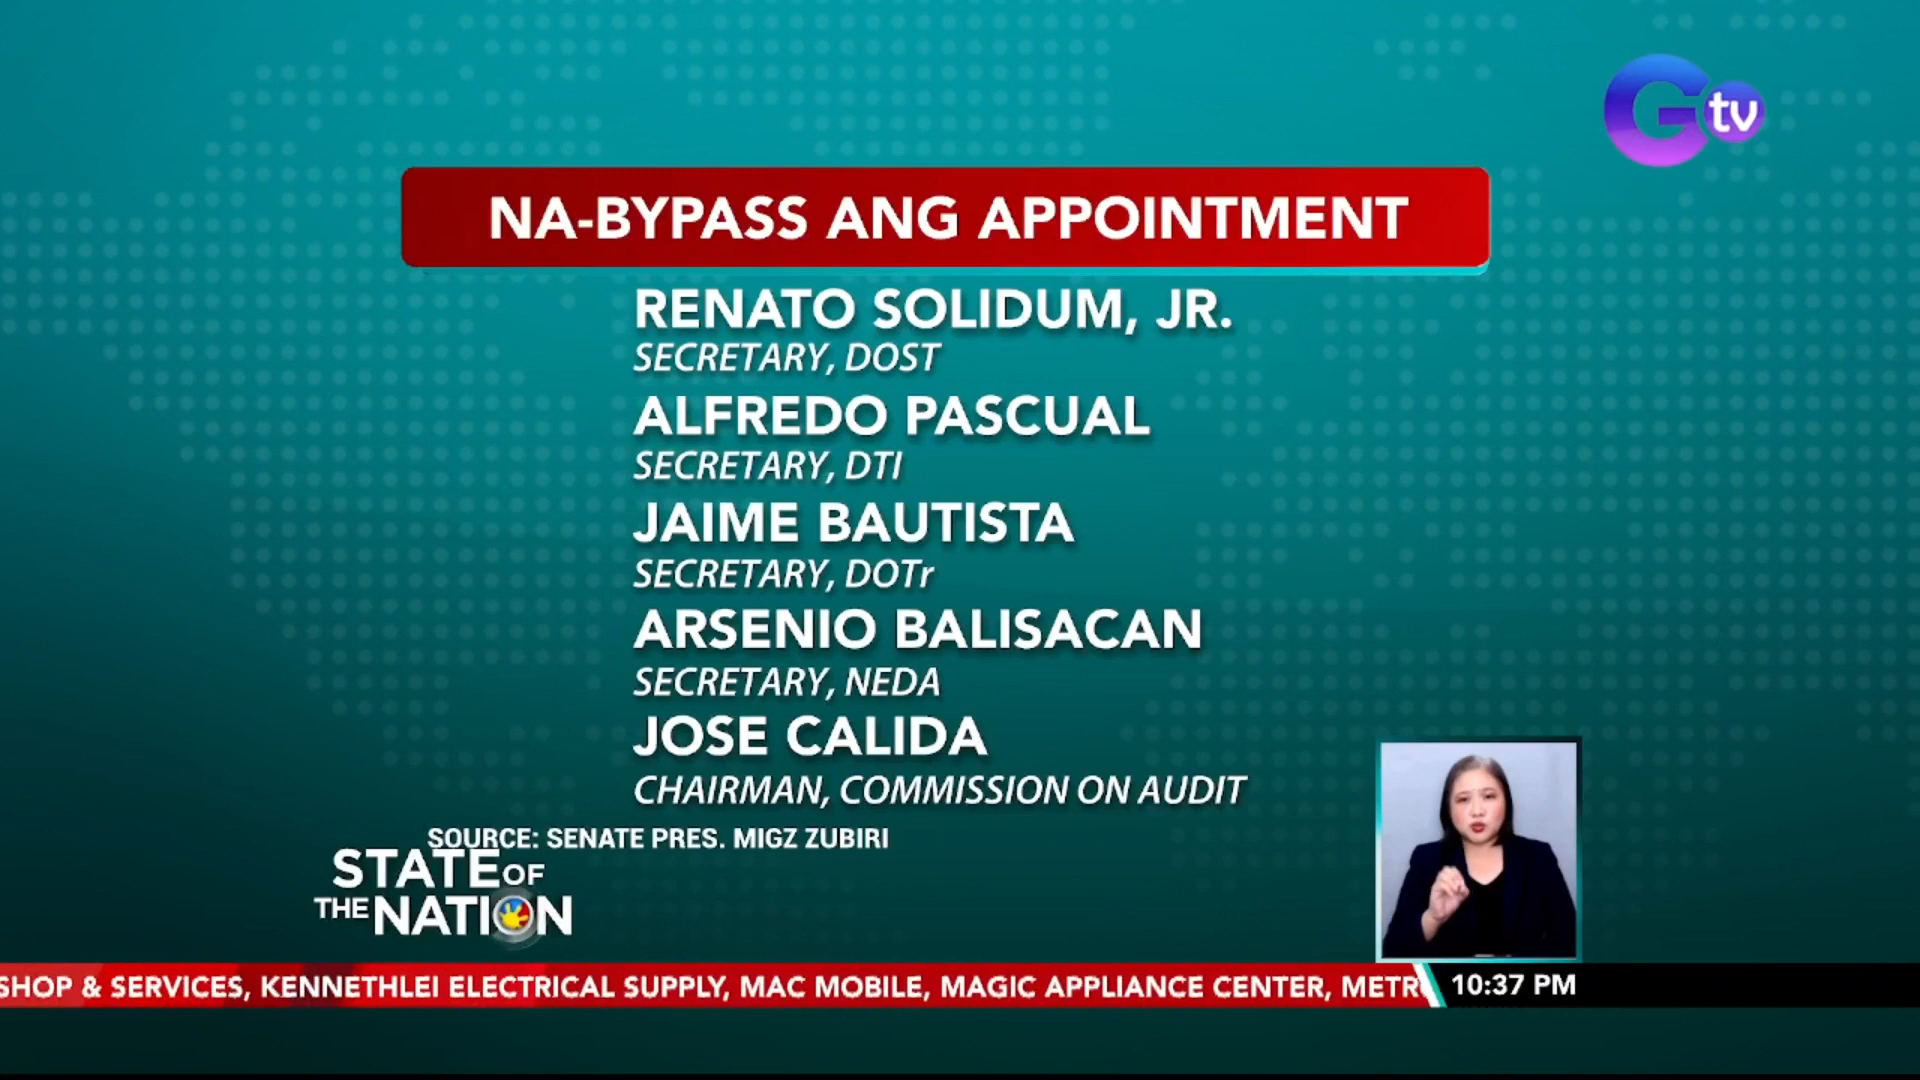 Gtv
NA-BYPASS ANG APPOINTMENT
RENATO SOLIDUM, JR.
SECRETARY, DOST
ALFREDO PASCUAL
SECRETARY, DTI
JAIME BAUTISTA
SECRETARY, DOTr
ARSENIO BALISACAN
SECRETARY, NEDA
JOSE CALIDA
CHAIRMAN, COMMISSION ON AUDIT
SOURCE: SENATE PRES. MIGZ ZUBIRI
STATE OF
THE NATION
SHOP & SERVICES, KENNETHLEI ELECTRICAL SUPPLY, MAC MOBILE, MAGIC APPLIANCE CENTER, METR
10:37 PM